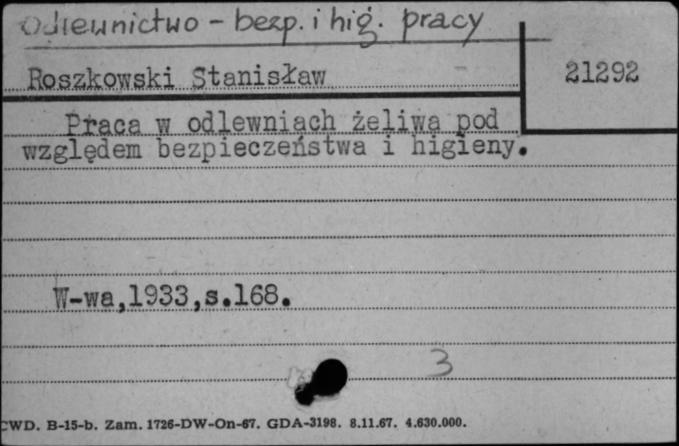 Odlewnictwo - bezp. i hig. pracy
Roszkowski Stanisław
21292
Praca w odlewniach żeliwa pod
względem bezpieczeństwa i higieny.
W-wa,1933,s.168.
3
CWD. B-15-b. Zam. 1726-DW-On-67. GDA-3198. 8.11.67. 4.630.000.